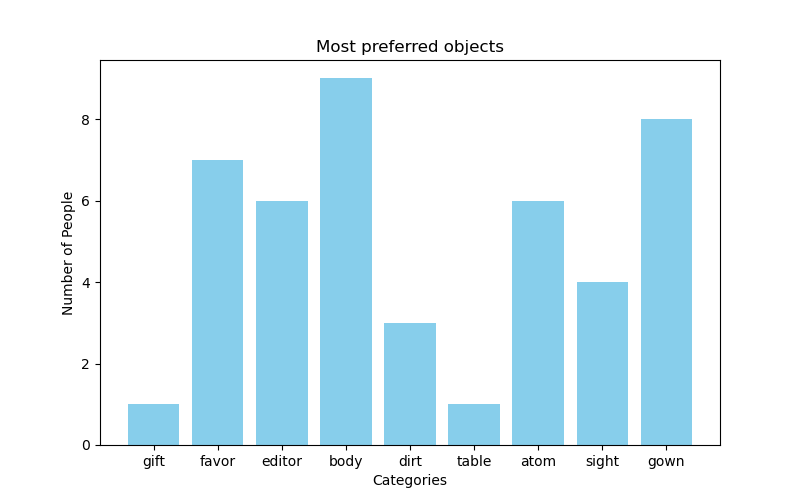 Most preferred objects
Number of People
8
6
4
2
0
gift favor editor body dirt table atom sight gown
Categories